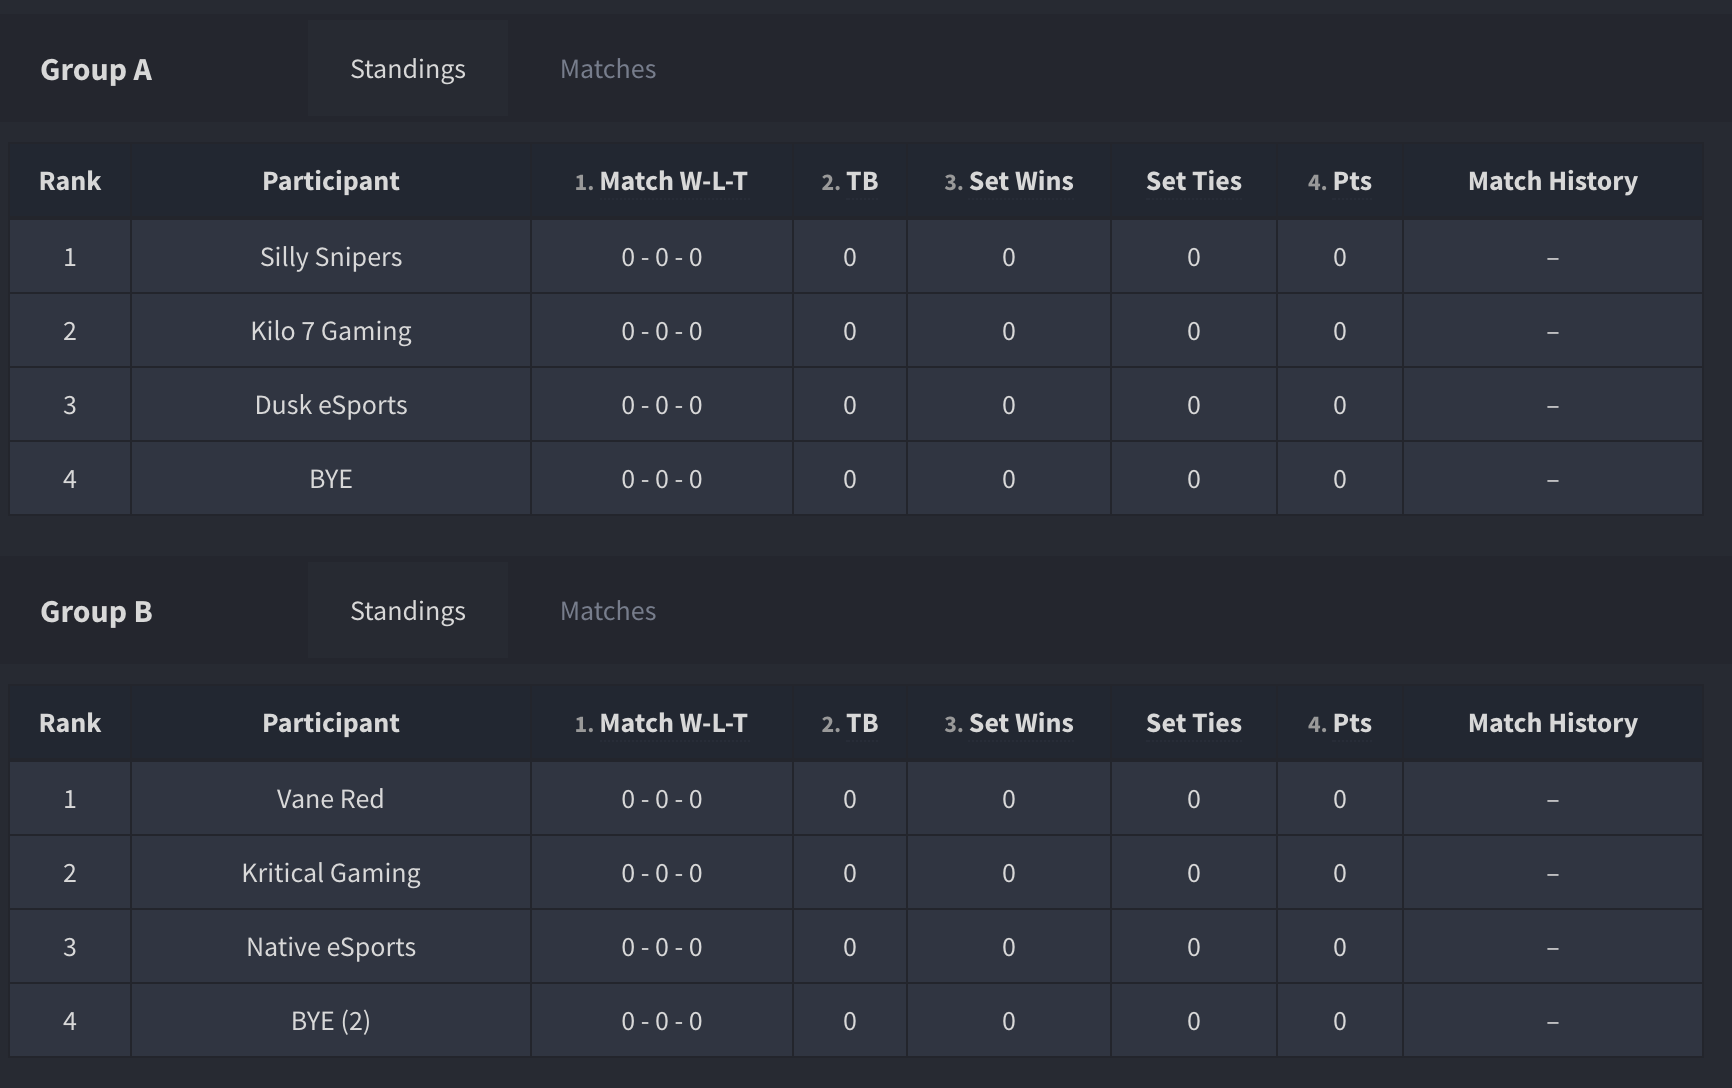 Group A Standings Matches
Rank Participant 1. Match W-L-T 2. TB 3. Set Wins Set Ties 4. Pts Match History
1 Silly Snipers 0 - 0 - 0 0 0 0 0 –
2 Kilo 7 Gaming 0 - 0 - 0 0 0 0 0 –
3 Dusk eSports 0 - 0 - 0 0 0 0 0 –
4 BYE 0 - 0 - 0 0 0 0 0 –
Group B Standings Matches
Rank Participant 1. Match W-L-T 2. TB 3. Set Wins Set Ties 4. Pts Match History
1 Vane Red 0 - 0 - 0 0 0 0 0 –
2 Kritical Gaming 0 - 0 - 0 0 0 0 0 –
3 Native eSports 0 - 0 - 0 0 0 0 0 –
4 BYE (2) 0 - 0 - 0 0 0 0 0 –